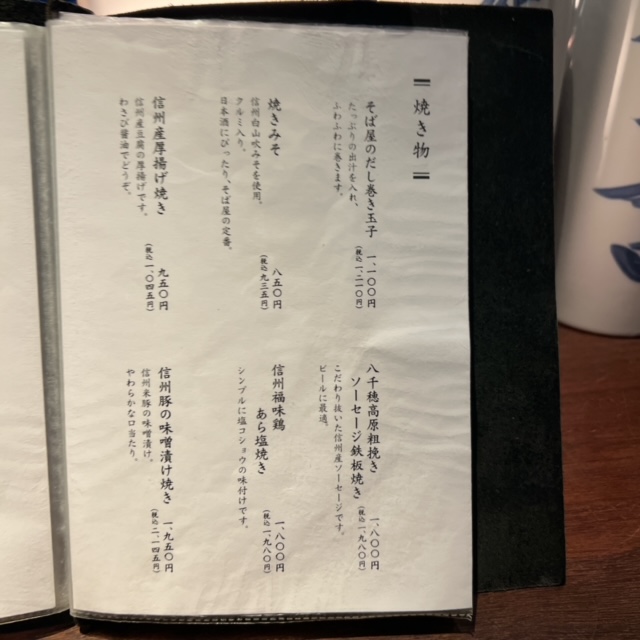 焼き物
そば屋のだし巻き玉子
たっぷりの出汁を入れ、
ふわふわに巻きます。
一、一〇〇円
(税込 一、二一〇円)
焼きみそ
信州白山吹みそを使用。
クルミ入り。
日本酒にぴったり、そば屋の定番。
八五〇円
(税込 九三五円)
信州産厚揚げ焼き
信州産豆腐の厚揚げです。
わさび醤油でどうぞ。
九五〇円
(税込 一、〇四五円)
八千穂高原粗挽き
ソーセージ鉄板焼き
こだわり抜いた信州産ソーセージです。
ビールに最適。
一、八〇〇円
(税込 一、九八〇円)
信州福味鶏
あら塩焼き
シンプルに塩コショウの味付けです。
一、八〇〇円
(税込 一、九八〇円)
信州豚の味噌漬け焼き
信州米豚の味噌漬け。
やわらかな口当たり。
一、九五〇円
(税込 二、一四五円)